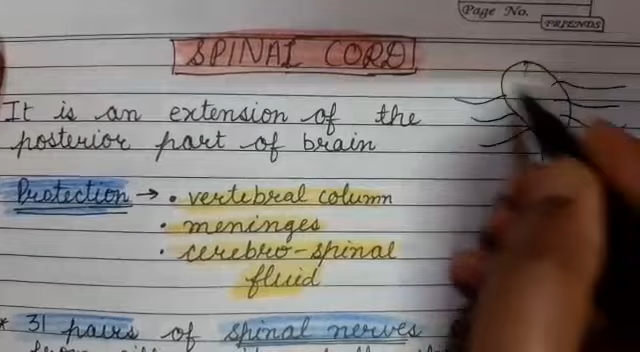 Page No.
FRIENDS
SPINAL CORD
It is an extension of the
posterior part of brain
Protection → • vertebral column
• meninges
• cerebro-spinal
fluid
* 31 pairs of spinal nerves